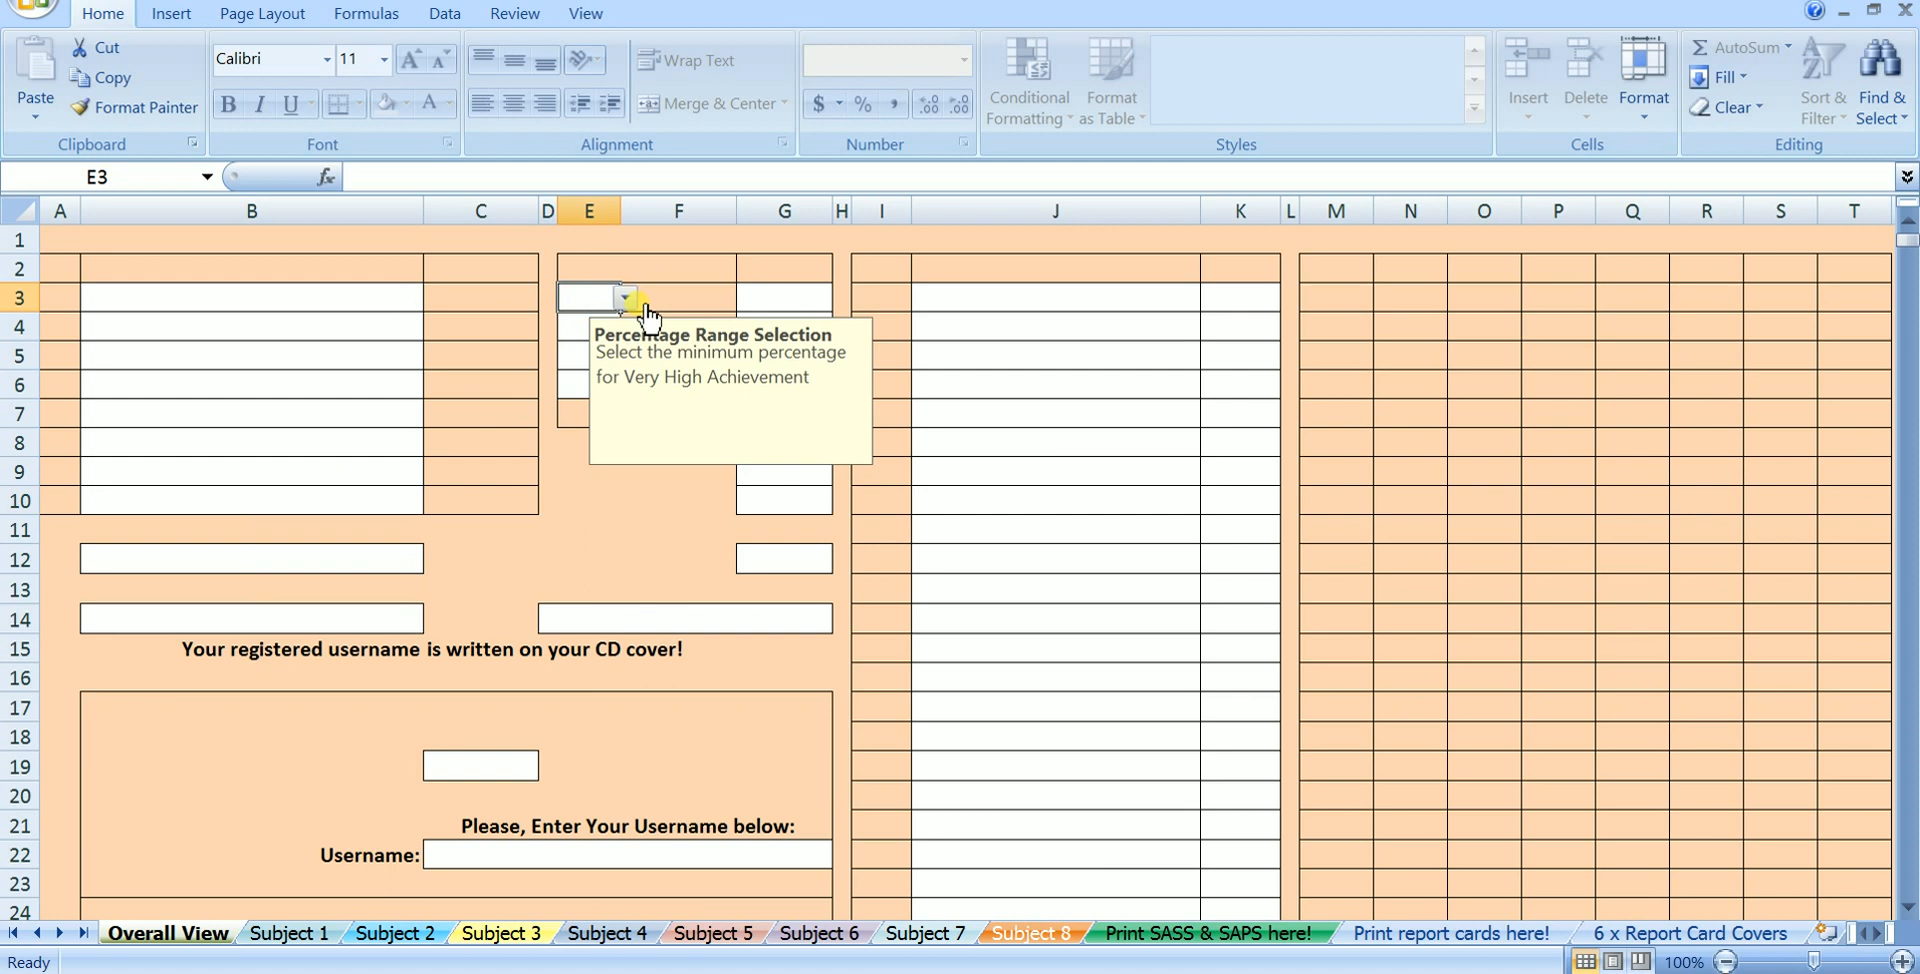 Home Insert Page Layout Formulas Data Review View
Cut
Copy
Format Painter
Paste
Clipboard
Calibri 11
Font
Wrap Text
Merge & Center
Alignment
$ % ,
Number
Conditional Formatting
Format as Table
Styles
Insert Delete Format
Cells
Σ AutoSum
Fill
Clear
Sort & Filter
Find & Select
Editing
E3 fx
A B C D E F G H I J K L M N O P Q R S T
1
2
3
4
5
6
7
8
9
10
11
12
13
14
15
16
17
18
19
20
21
22
23
24
Percentage Range Selection
Select the minimum percentage
for Very High Achievement
Your registered username is written on your CD cover!
Please, Enter Your Username below:
Username:
Overall View Subject 1 Subject 2 Subject 3 Subject 4 Subject 5 Subject 6 Subject 7 Subject 8 Print SASS & SAPS here! Print report cards here! 6 x Report Card Covers
Ready 100%